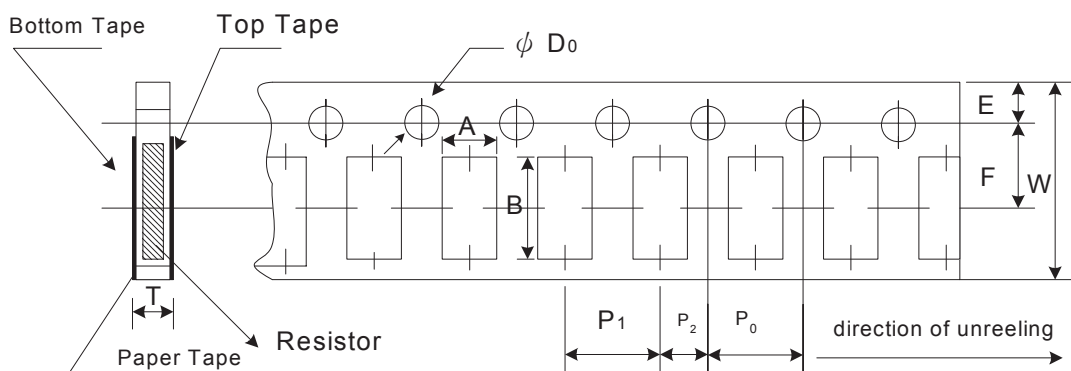 Bottom Tape
Top Tape
ψ D0
E
A
F
W
B
T
P1
P2
P0
direction of unreeling
Resistor
Paper Tape